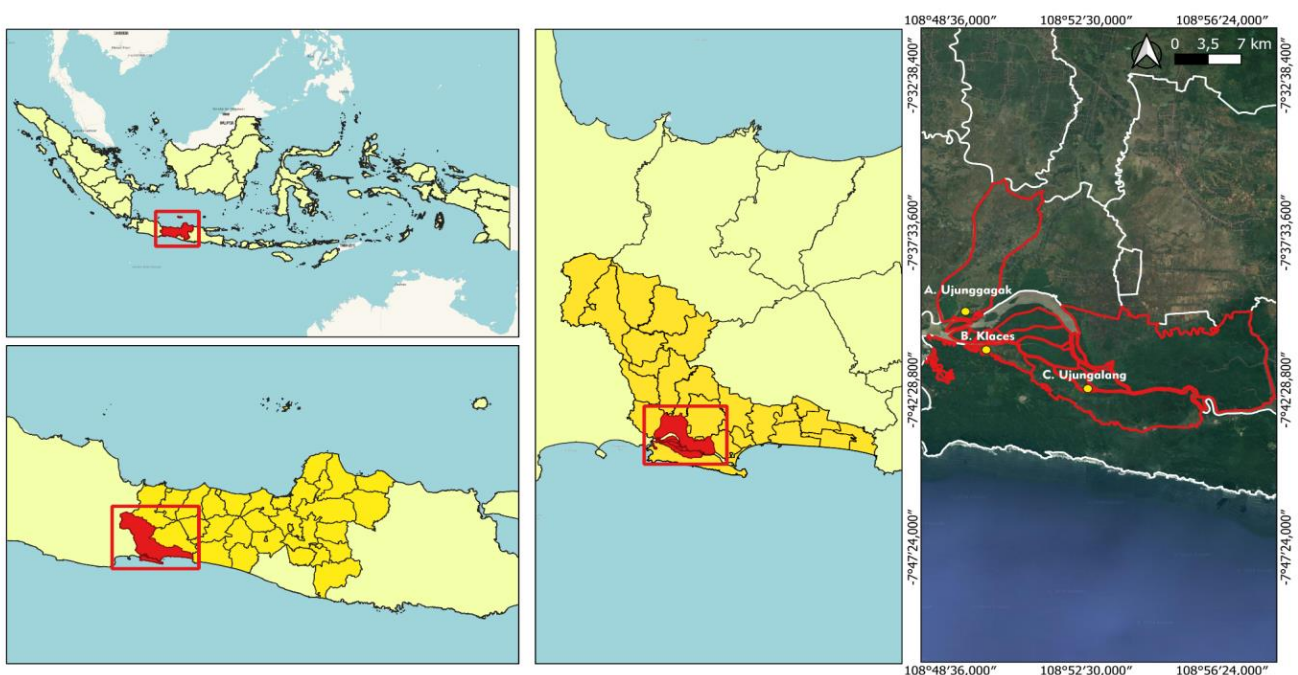 108°48′36,000″ 108°52′30,000″ 108°56′24,000″
0 3,5 7 km
-7°32′38,400″ -7°32′38,400″
-7°37′33,600″ -7°37′33,600″
A. Ujunggagak
B. Klaces
C. Ujungalang
-7°42′28,800″ -7°42′28,800″
-7°47′24,000″ -7°47′24,000″
108°48′36,000″ 108°52′30,000″ 108°56′24,000″